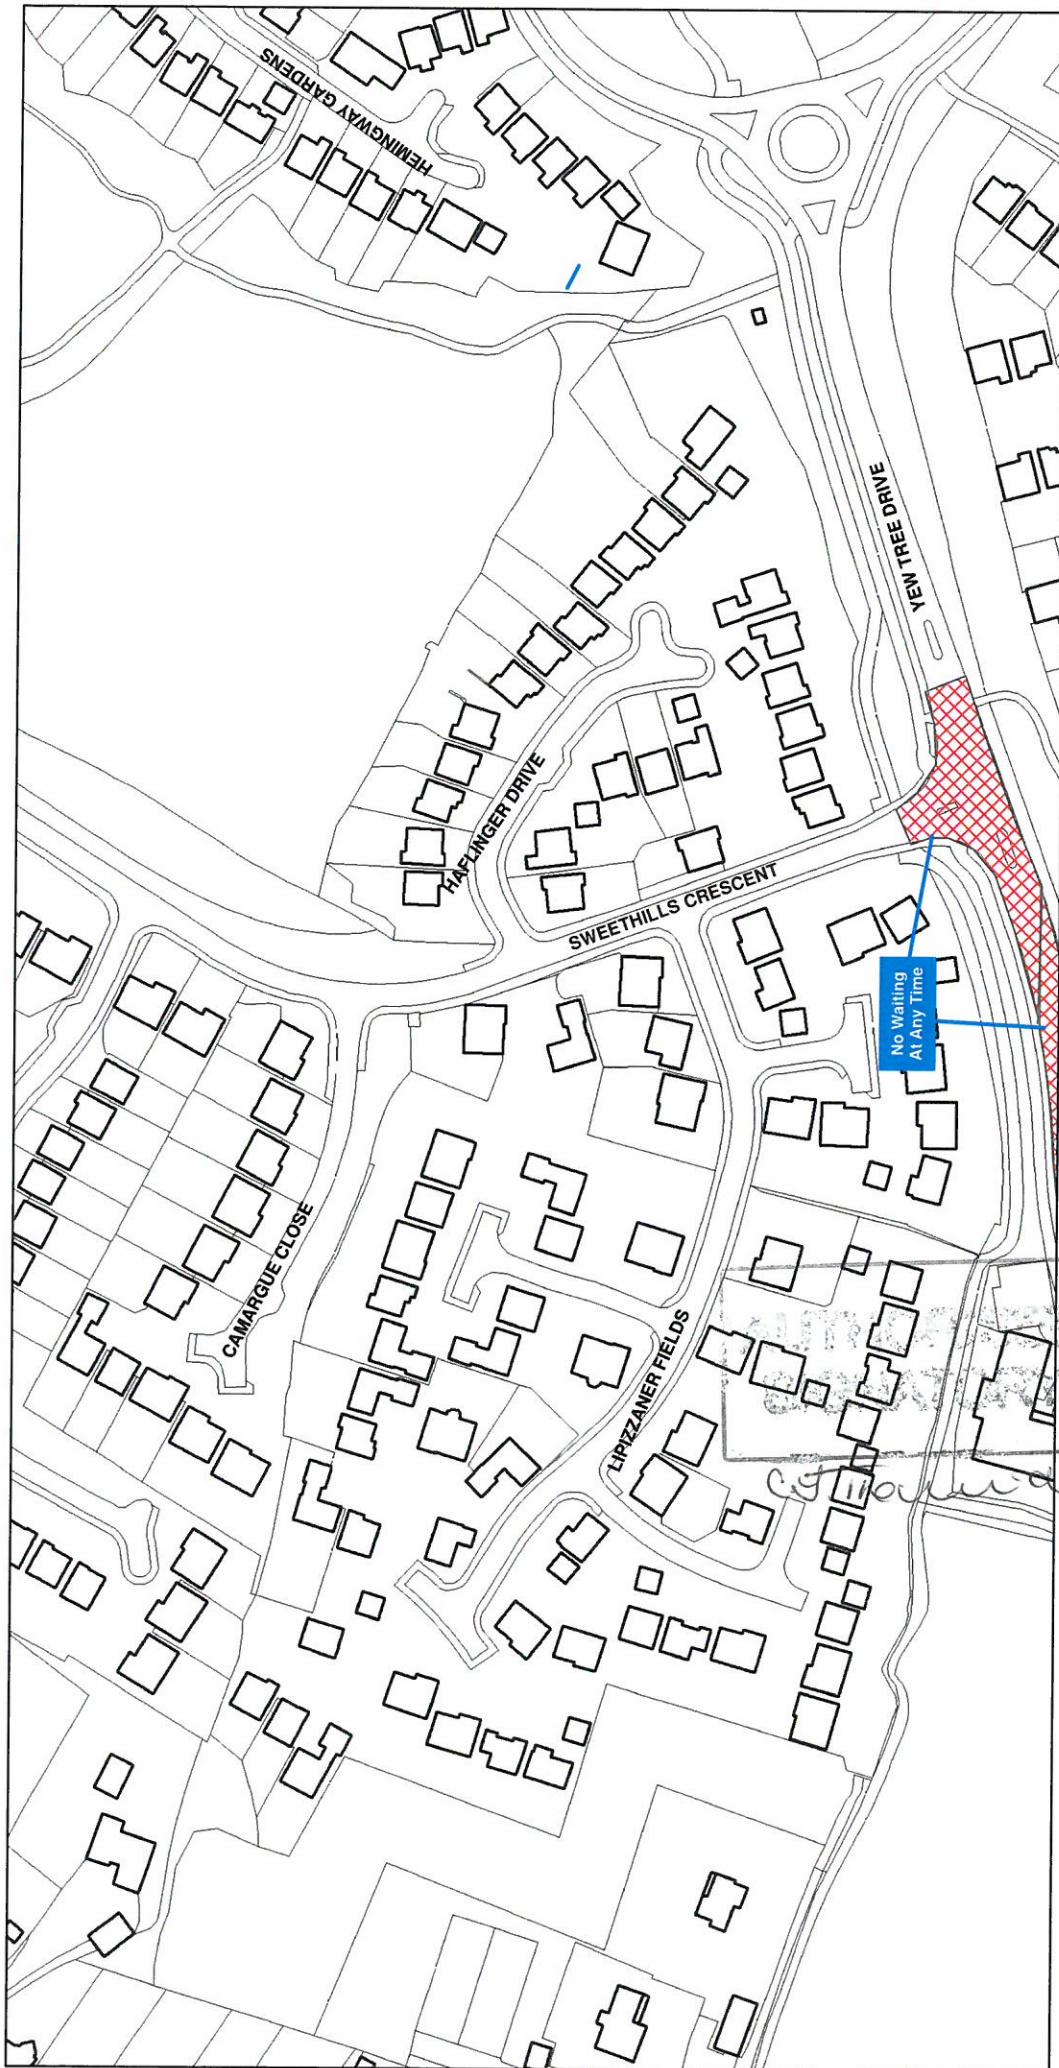 HEMINGWAY GARDENS
YEW TREE DRIVE
HAFLINGER DRIVE
SWEETHILLS CRESCENT
No Waiting
At Any Time
CAMARGUE CLOSE
LIPIZZANER FIELDS